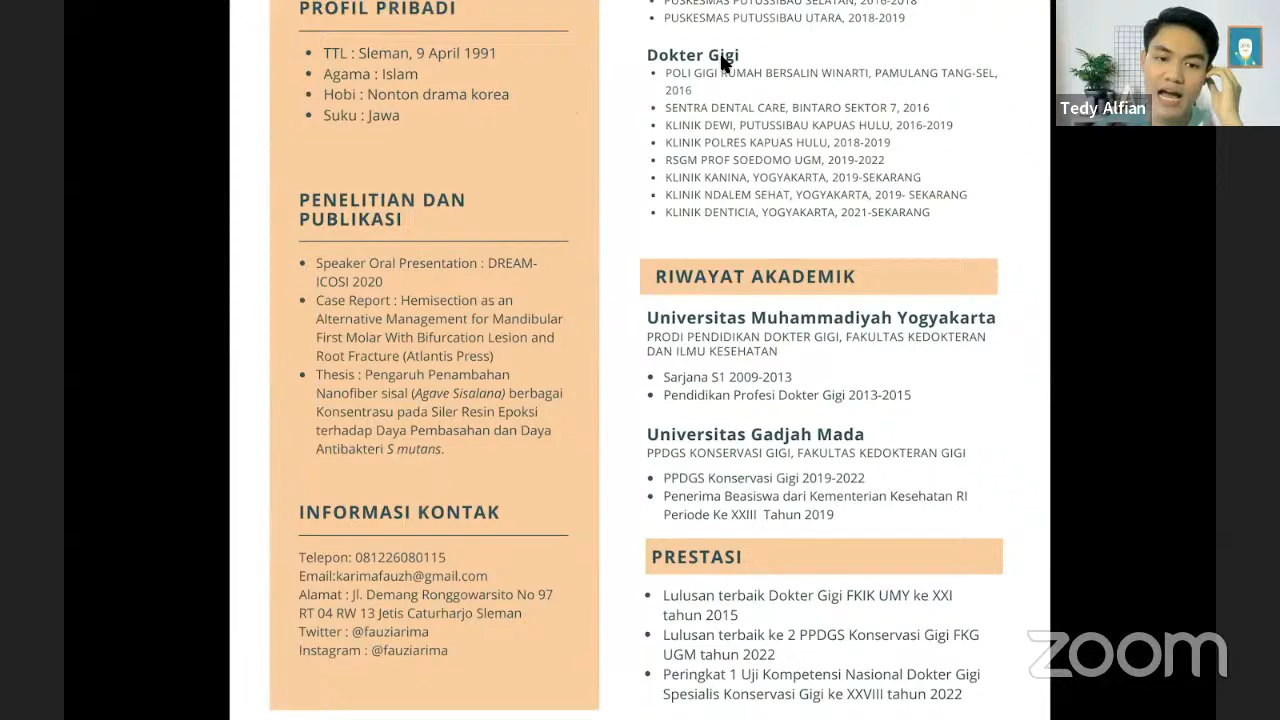 PROFIL PRIBADI
TTL : Sleman, 9 April 1991
Agama : Islam
Hobi : Nonton drama korea
Suku : Jawa
PENELITIAN DAN
PUBLIKASI
Speaker Oral Presentation : DREAM-
ICOSI 2020
Case Report : Hemisection as an
Alternative Management for Mandibular
First Molar With Bifurcation Lesion and
Root Fracture (Atlantis Press)
Thesis : Pengaruh Penambahan
Nanofiber sisal (Agave Sisalana) berbagai
Konsentrasu pada Siler Resin Epoksi
terhadap Daya Pembasahan dan Daya
Antibakteri S mutans.
INFORMASI KONTAK
Telepon: 081226080115
Email:karimafauzh@gmail.com
Alamat : Jl. Demang Ronggowarsito No 97
RT 04 RW 13 Jetis Caturharjo Sleman
Twitter : @fauziarima
Instagram : @fauziarima
PUSKESMAS PUTUSSIBAU SELATAN, 2016-2018
PUSKESMAS PUTUSSIBAU UTARA, 2018-2019
Dokter Gigi
POLI GIGI RUMAH BERSALIN WINARTI, PAMULANG TANG-SEL,
2016
SENTRA DENTAL CARE, BINTARO SEKTOR 7, 2016
KLINIK DEWI, PUTUSSIBAU KAPUAS HULU, 2016-2019
KLINIK POLRES KAPUAS HULU, 2018-2019
RSGM PROF SOEDOMO UGM, 2019-2022
KLINIK KANINA, YOGYAKARTA, 2019-SEKARANG
KLINIK NDALEM SEHAT, YOGYAKARTA, 2019- SEKARANG
KLINIK DENTICIA, YOGYAKARTA, 2021-SEKARANG
RIWAYAT AKADEMIK
Universitas Muhammadiyah Yogyakarta
PRODI PENDIDIKAN DOKTER GIGI, FAKULTAS KEDOKTERAN
DAN ILMU KESEHATAN
Sarjana S1 2009-2013
Pendidikan Profesi Dokter Gigi 2013-2015
Universitas Gadjah Mada
PPDGS KONSERVASI GIGI, FAKULTAS KEDOKTERAN GIGI
PPDGS Konservasi Gigi 2019-2022
Penerima Beasiswa dari Kementerian Kesehatan RI
Periode Ke XXIII Tahun 2019
PRESTASI
Lulusan terbaik Dokter Gigi FKIK UMY ke XXI
tahun 2015
Lulusan terbaik ke 2 PPDGS Konservasi Gigi FKG
UGM tahun 2022
Peringkat 1 Uji Kompetensi Nasional Dokter Gigi
Spesialis Konservasi Gigi ke XXVIII tahun 2022
Tedy Alfian
zoom